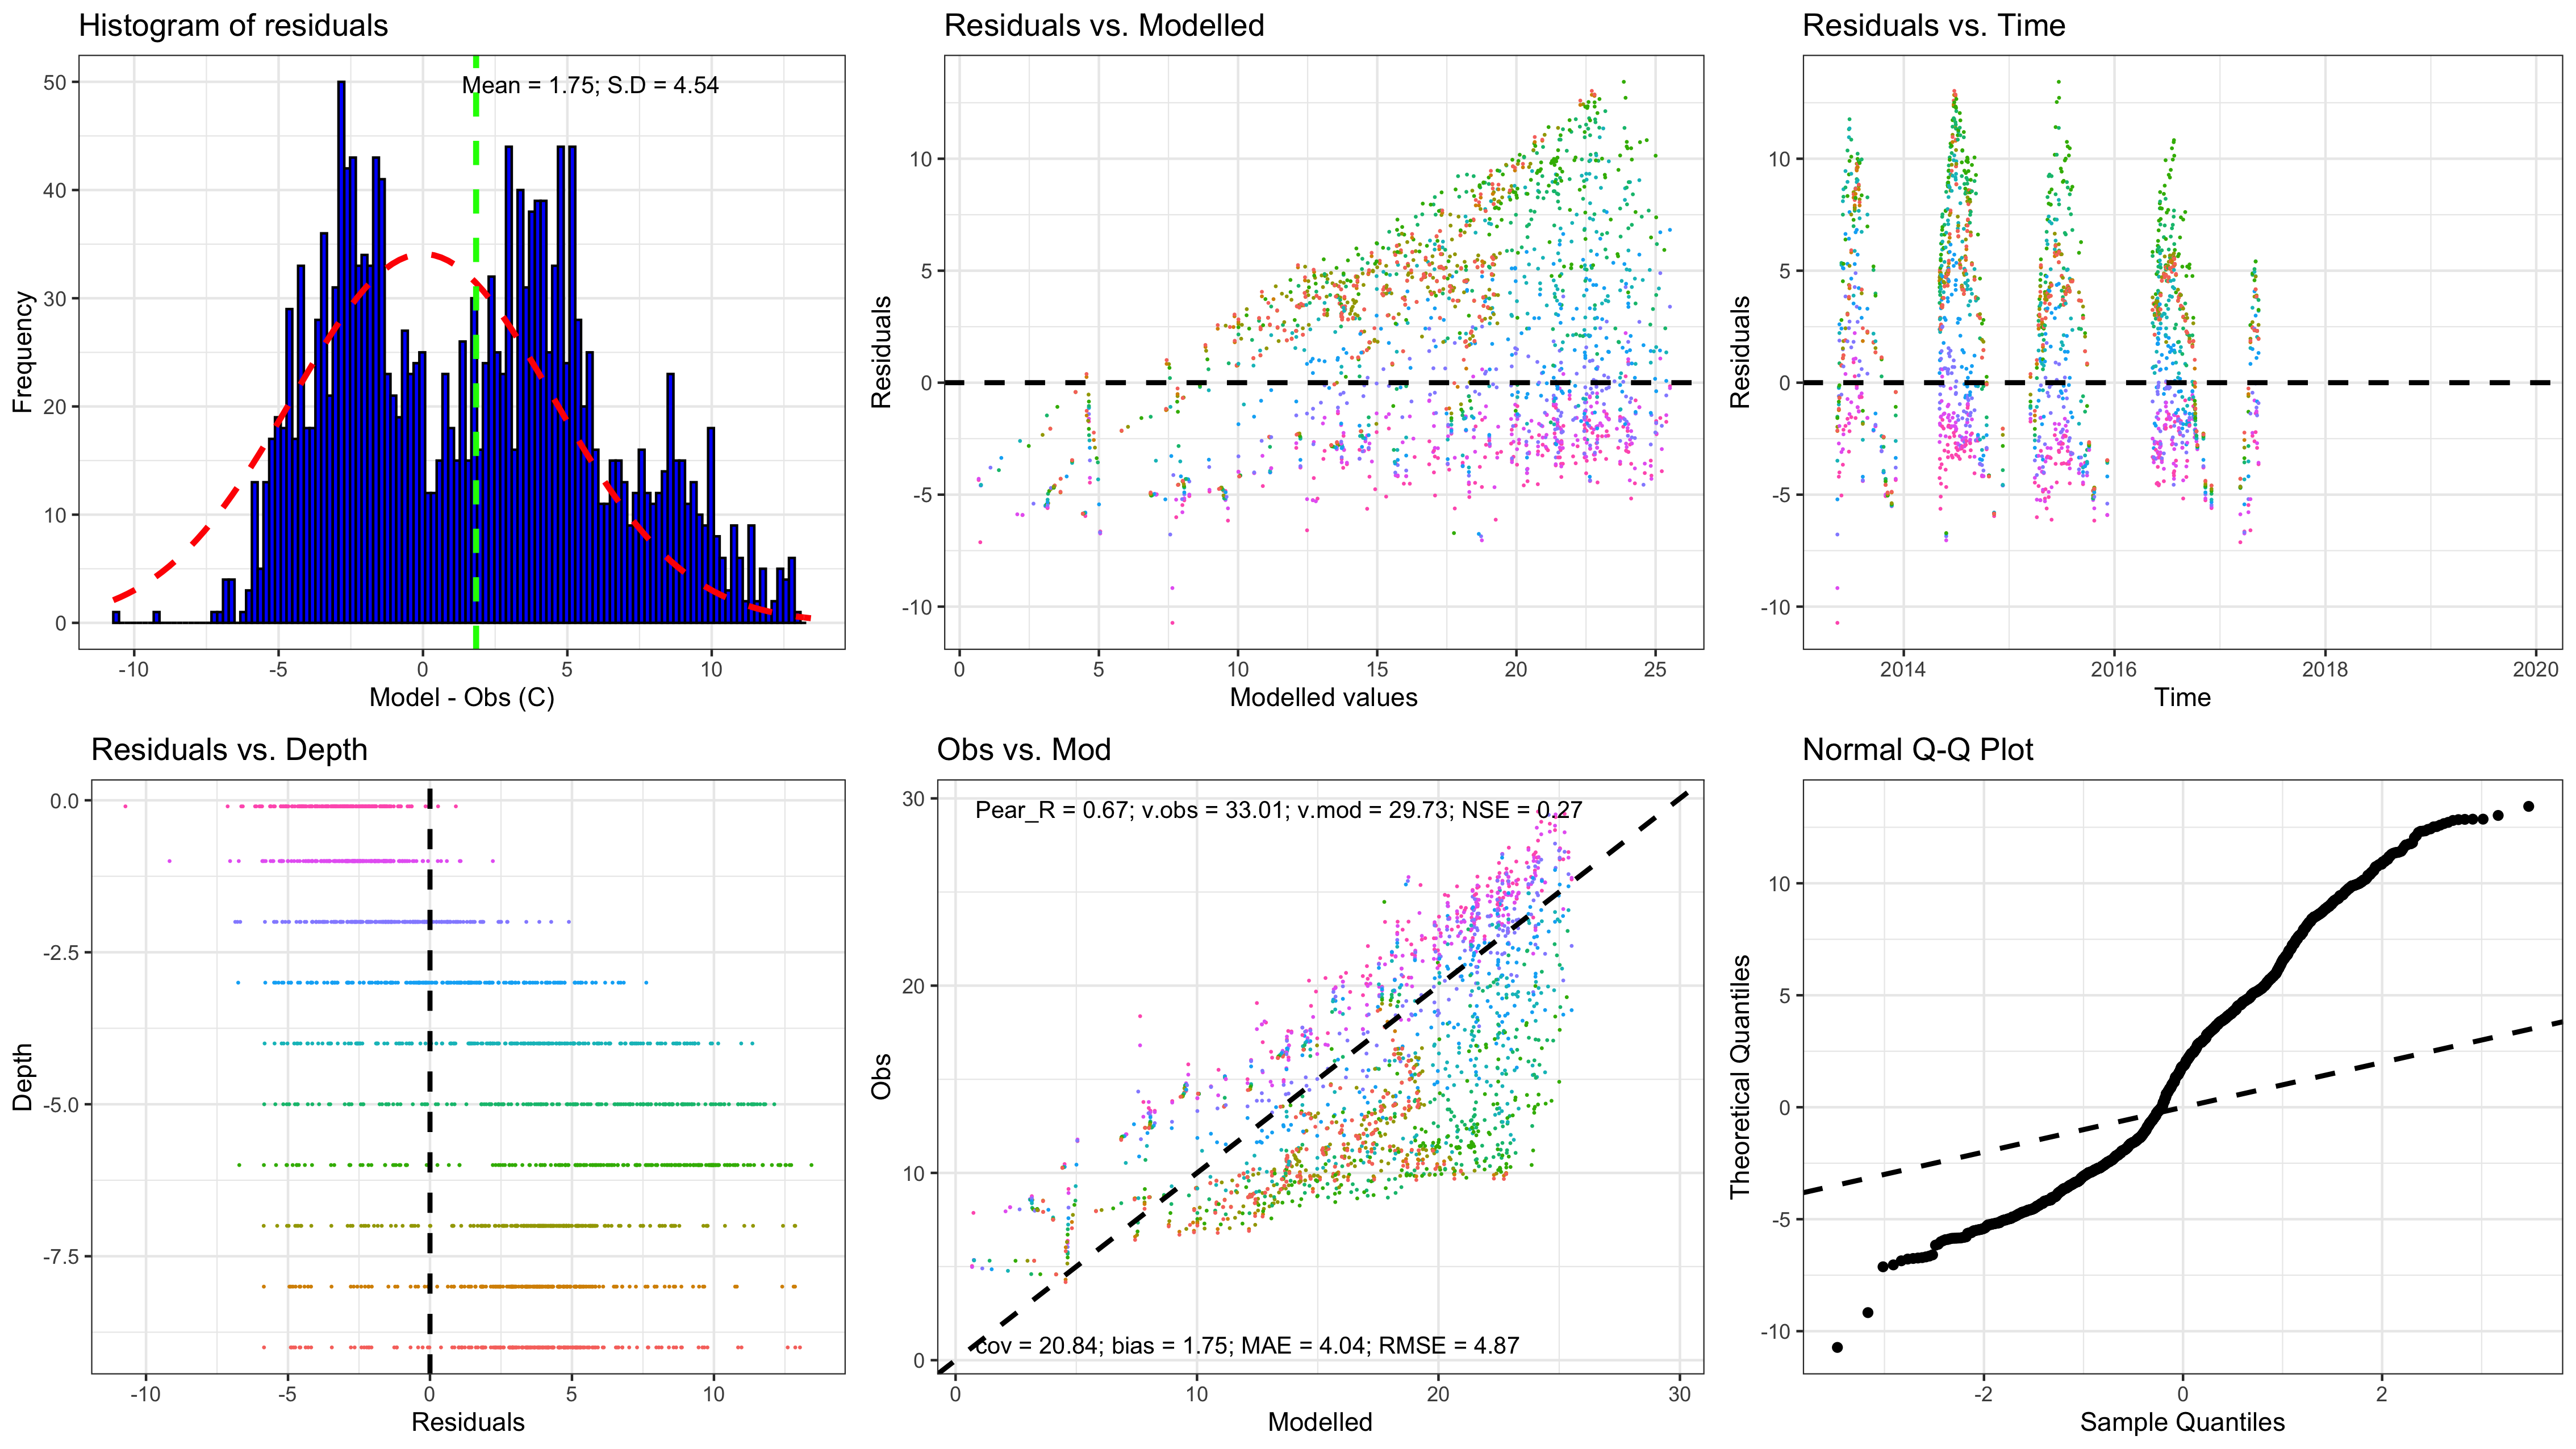 Histogram of residuals
Mean = 1.75; S.D = 4.54
50
40
30
20
10
0
Frequency
-10 -5 0 5 10
Model - Obs (C)
Residuals vs. Modelled
10
5
0
-5
-10
Residuals
0 5 10 15 20 25
Modelled values
Residuals vs. Time
10
5
0
-5
-10
Residuals
2014 2016 2018 2020
Time
Residuals vs. Depth
0.0
-2.5
-5.0
-7.5
Depth
-10 -5 0 5 10
Residuals
Obs vs. Mod
Pear_R = 0.67; v.obs = 33.01; v.mod = 29.73; NSE = 0.27
30
20
10
0
Obs
cov = 20.84; bias = 1.75; MAE = 4.04; RMSE = 4.87
0 10 20 30
Modelled
Normal Q-Q Plot
10
5
0
-5
-10
Theoretical Quantiles
-2 0 2
Sample Quantiles